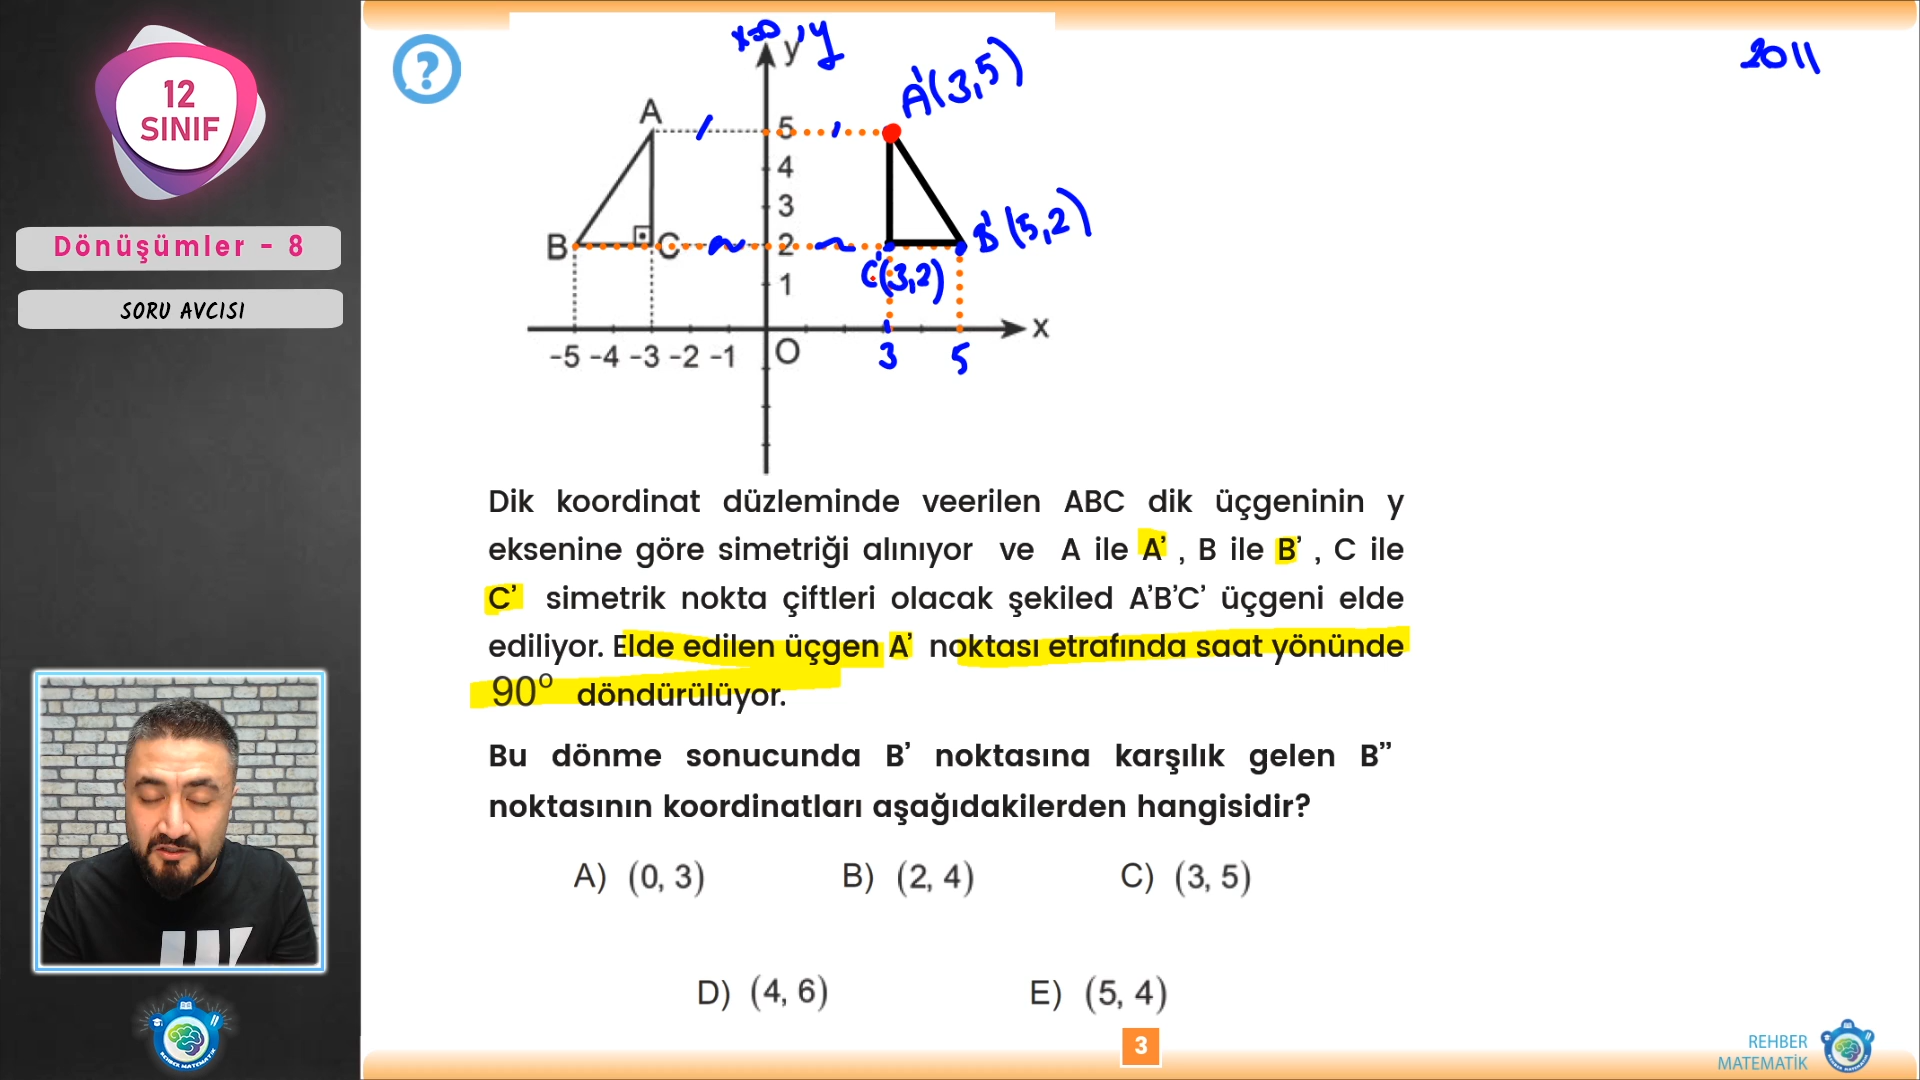 12
SINIF
Dönüşümler - 8
SORU AVCISI
?
2011
x=0 , y
y
A'(3,5)
A
5
4
3
B C 2 B'(5,2)
C'(3,2)
1
x
-5 -4 -3 -2 -1 O 3 5
Dik koordinat düzleminde veerilen ABC dik üçgeninin y
eksenine göre simetriği alınıyor ve A ile A’ , B ile B’ , C ile
C’ simetrik nokta çiftleri olacak şekiled A’B’C’ üçgeni elde
ediliyor. Elde edilen üçgen A’ noktası etrafında saat yönünde
90° döndürülüyor.
Bu dönme sonucunda B’ noktasına karşılık gelen B”
noktasının koordinatları aşağıdakilerden hangisidir?
A) (0, 3) B) (2, 4) C) (3, 5)
D) (4, 6) E) (5, 4)
3
REHBER
MATEMATİK
REHBER MATEMATİK